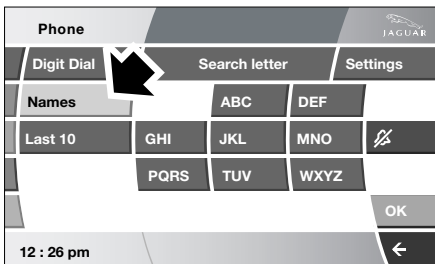 Phone JAGUAR
Digit Dial Search letter Settings
Names ABC DEF
Last 10 GHI JKL MNO
PQRS TUV WXYZ
OK
12 : 26 pm